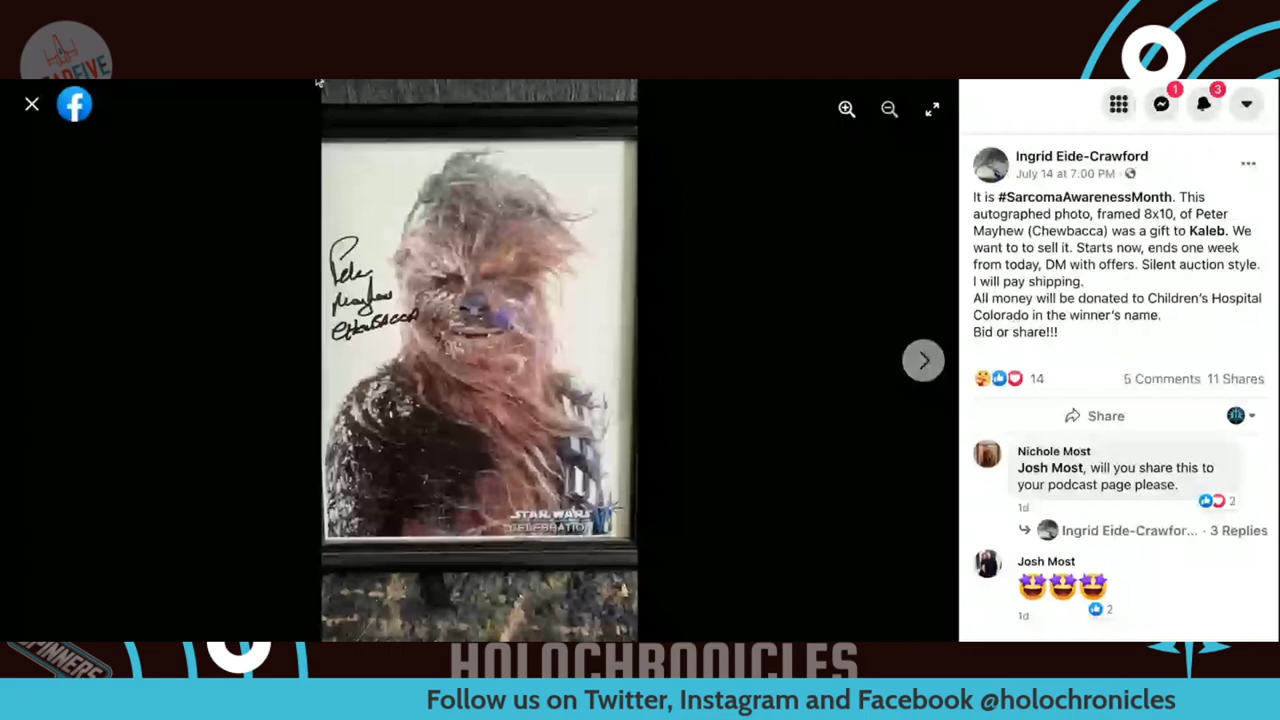 1
3
Ingrid Eide-Crawford
July 14 at 7:00 PM ·
It is #SarcomaAwarenessMonth. This
autographed photo, framed 8x10, of Peter
Mayhew (Chewbacca) was a gift to Kaleb. We
want to to sell it. Starts now, ends one week
from today, DM with offers. Silent auction style.
I will pay shipping.
All money will be donated to Children's Hospital
Colorado in the winner's name.
Bid or share!!!
14
5 Comments 11 Shares
Share
Nichole Most
Josh Most, will you share this to
your podcast page please.
2
1d
Ingrid Eide-Crawfor... · 3 Replies
Josh Most
2
1d
Peter
Mayhew
CHEWBACCA
STAR WARS
CELEBRATION
SPINNERS
HOLOCHRONICLES
Follow us on Twitter, Instagram and Facebook @holochronicles